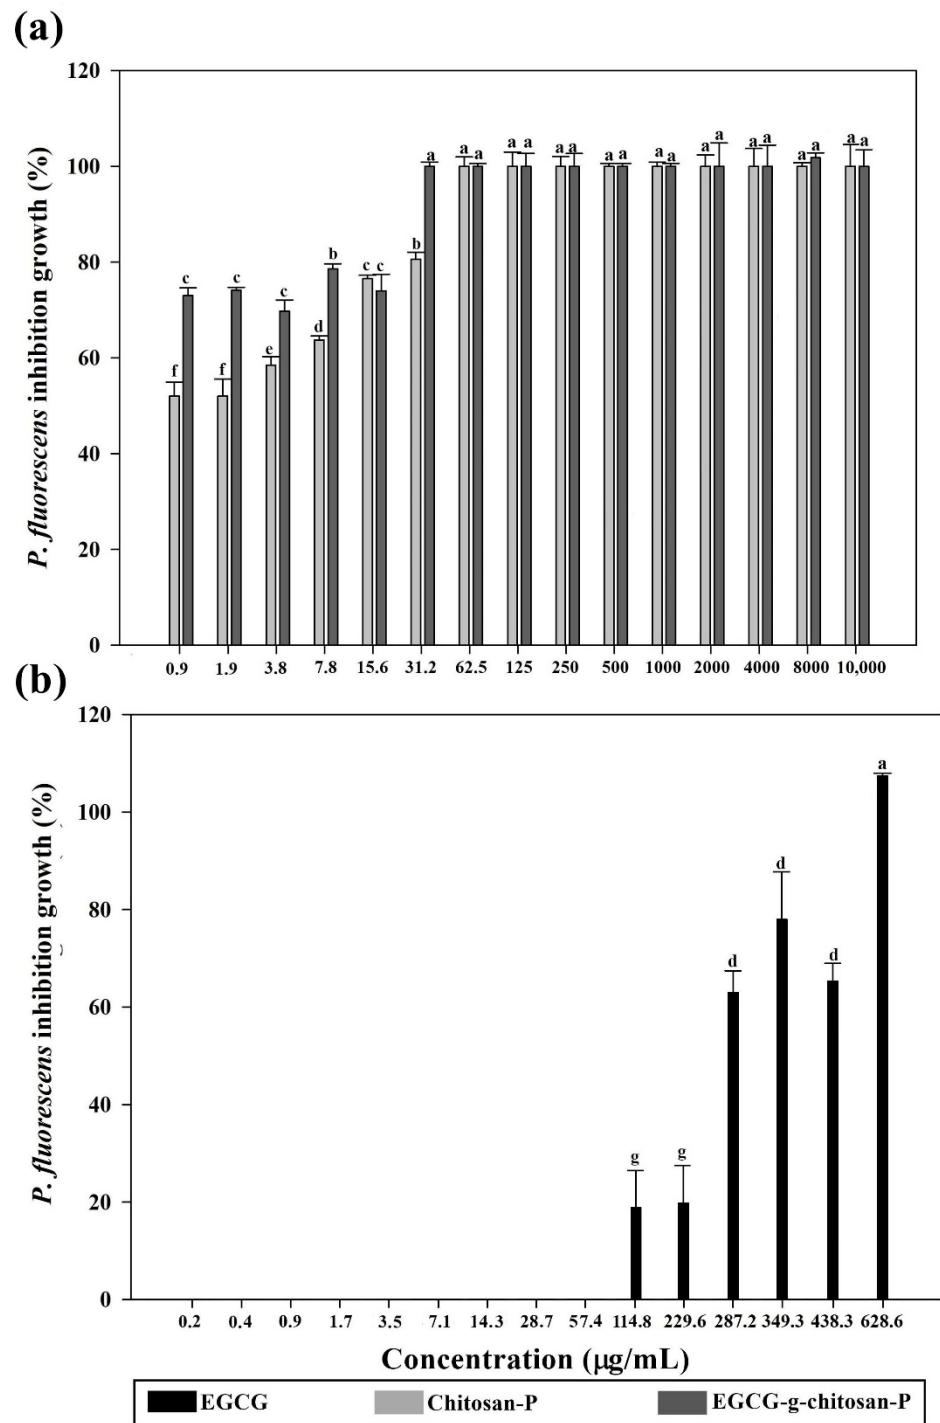 (a)
120
a a a a a a a a a a a a a a a a a a a
100
P. fluorescens inhibition growth (%)
b b
80
c c c c c
d
e
60
f f
40
20
0
0.9 1.9 3.8 7.8 15.6 31.2 62.5 125 250 500 1000 2000 4000 8000 10,000
(b)
120
a
100
P. fluorescens inhibition growth (%)
d
80
d d
60
40
g g
20
0
0.2 0.4 0.9 1.7 3.5 7.1 14.3 28.7 57.4 114.8 229.6 287.2 349.3 438.3 628.6
Concentration (µg/mL)
EGCG Chitosan-P EGCG-g-chitosan-P